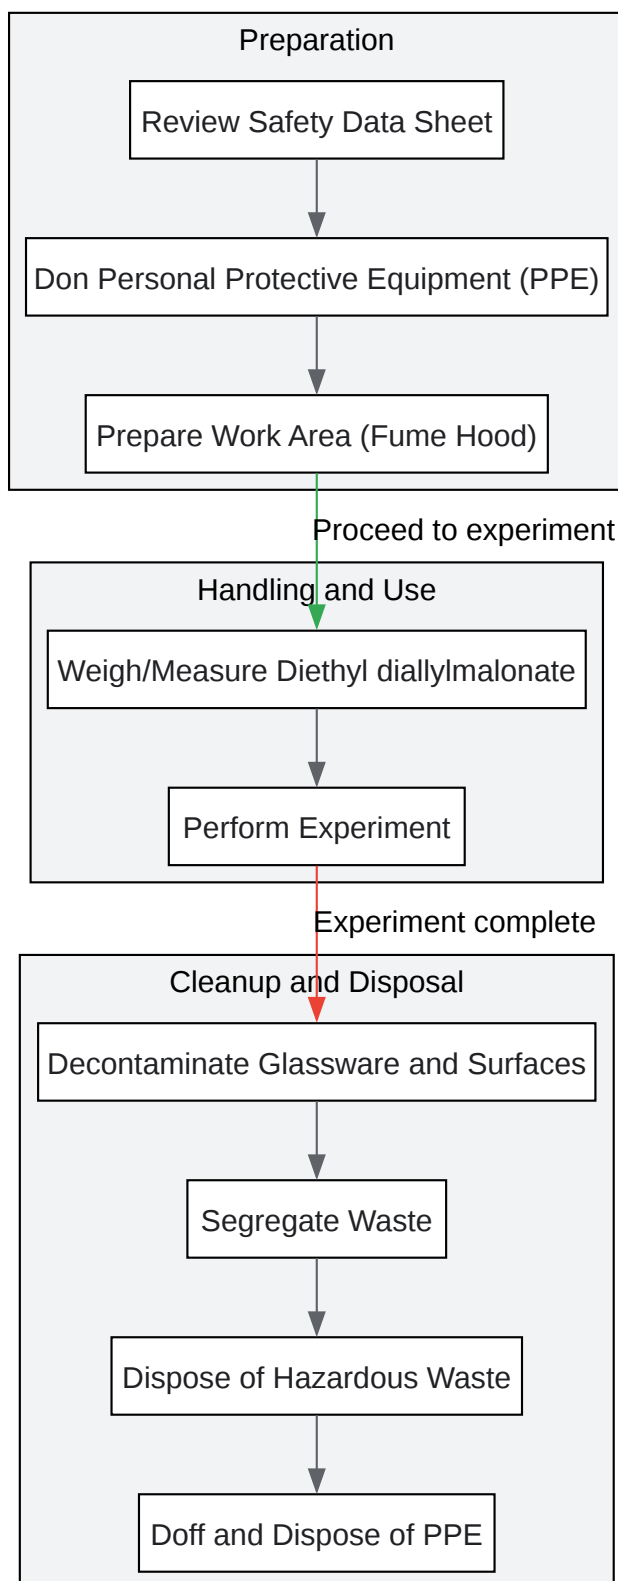 Preparation
Review Safety Data Sheet
Don Personal Protective Equipment (PPE)
Prepare Work Area (Fume Hood)
Proceed to experiment
Handling and Use
Weigh/Measure Diethyl diallylmalonate
Perform Experiment
Experiment complete
Cleanup and Disposal
Decontaminate Glassware and Surfaces
Segregate Waste
Dispose of Hazardous Waste
Doff and Dispose of PPE